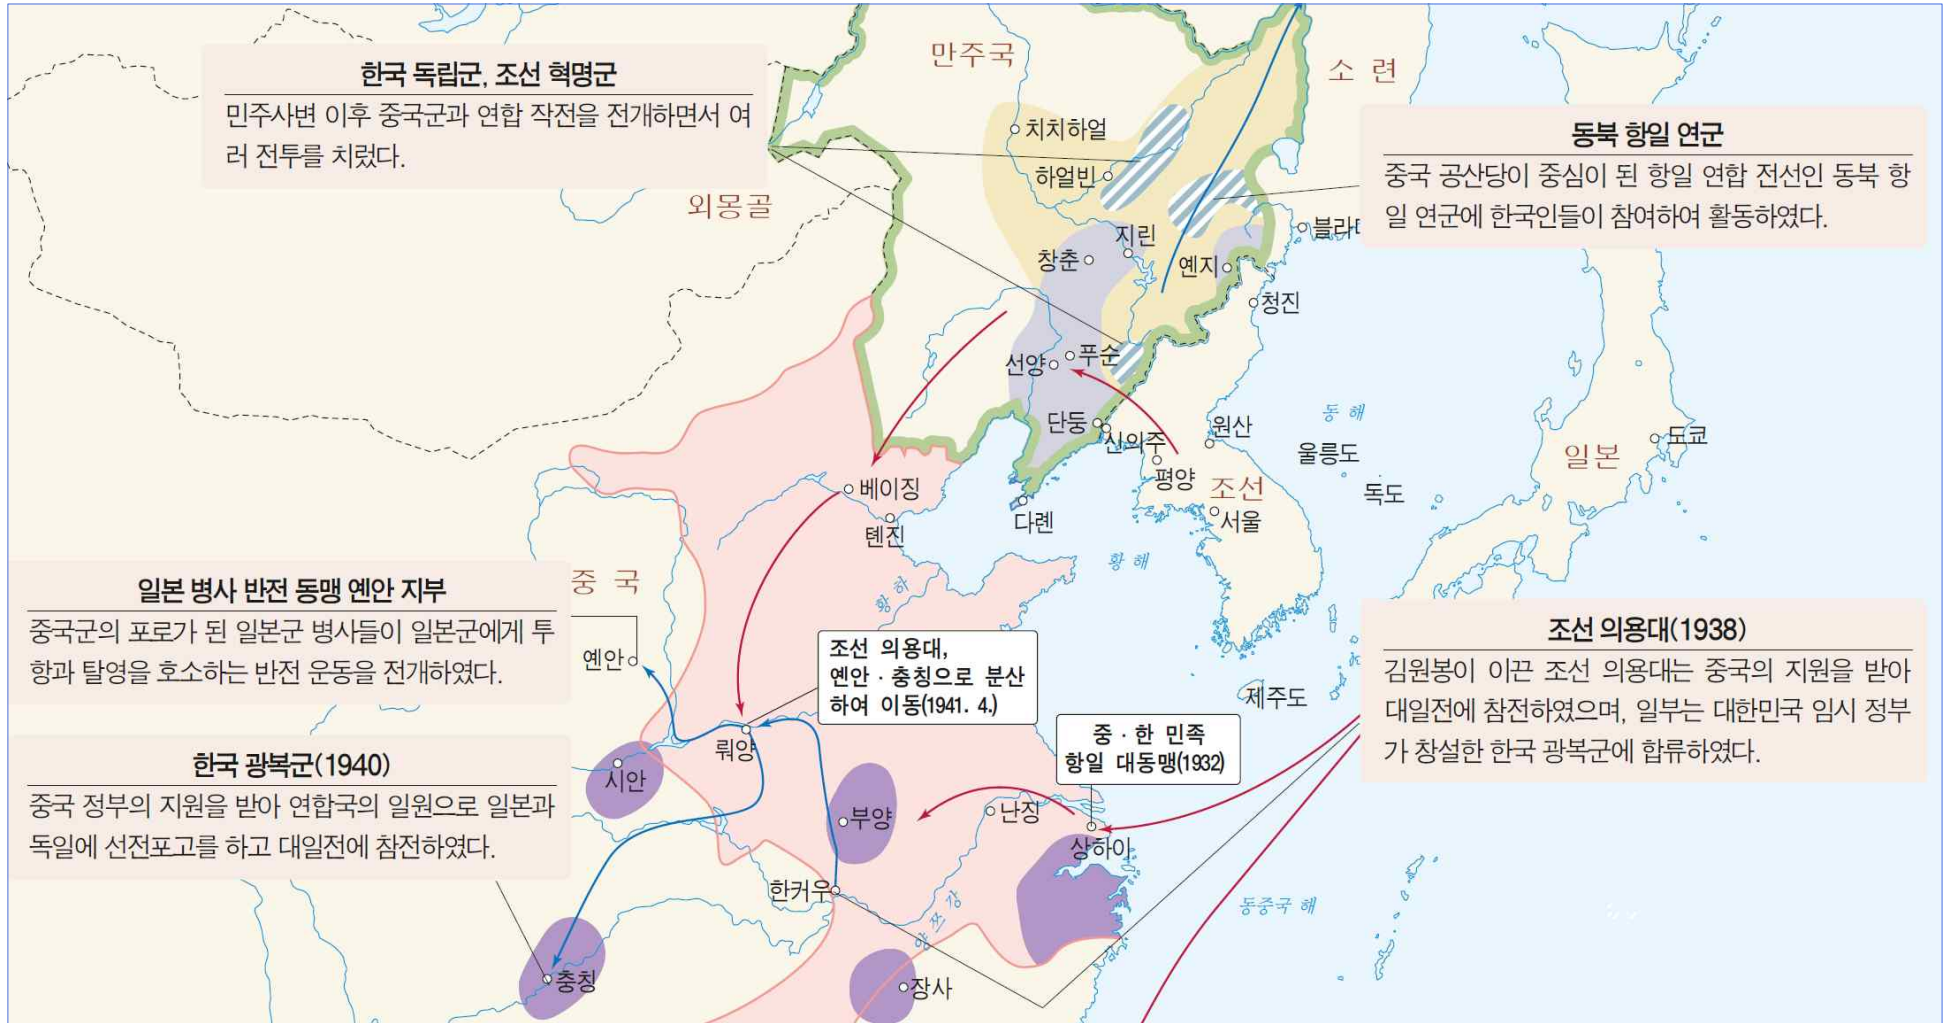 한국 독립군, 조선 혁명군
민주사변 이후 중국군과 연합 작전을 전개하면서 여
러 전투를 치렀다.
만주국
소 련
치치하얼
하얼빈
외몽골
동북 항일 연군
중국 공산당이 중심이 된 항일 연합 전선인 동북 항
일 연군에 한국인들이 참여하여 활동하였다.
블라디
지린
창춘
옌지
청진
푸순
선양
단둥
신의주
원산
평양
조선
서울
동 해
울릉도
독도
일본
도쿄
베이징
톈진
다롄
황 해
황 하
일본 병사 반전 동맹 옌안 지부
중국군의 포로가 된 일본군 병사들이 일본군에게 투
항과 탈영을 호소하는 반전 운동을 전개하였다.
중 국
옌안
조선 의용대,
옌안·충칭으로 분산
하여 이동(1941. 4.)
조선 의용대(1938)
김원봉이 이끈 조선 의용대는 중국의 지원을 받아
대일전에 참전하였으며, 일부는 대한민국 임시 정부
가 창설한 한국 광복군에 합류하였다.
제주도
중·한 민족
항일 대동맹(1932)
뤄양
시안
한국 광복군(1940)
중국 정부의 지원을 받아 연합국의 일원으로 일본과
독일에 선전포고를 하고 대일전에 참전하였다.
부양
난징
상하이
한커우
양쯔강
동중국 해
충칭
장사